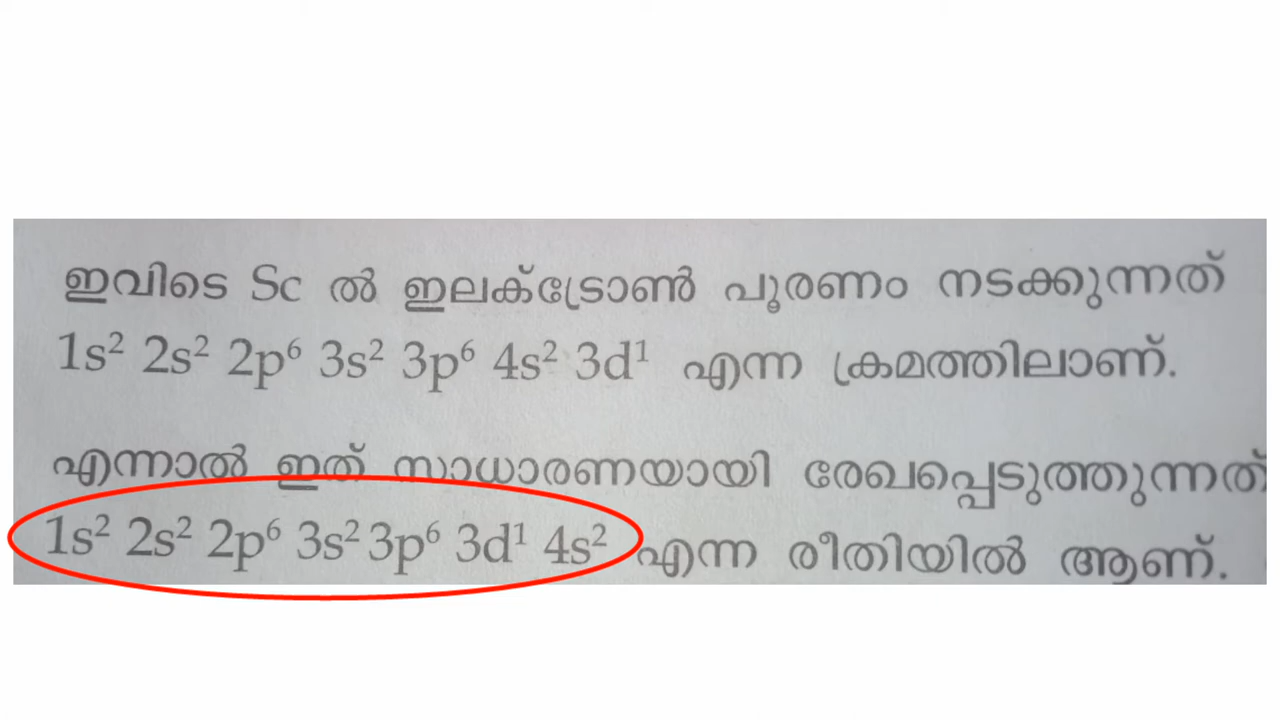 ഇവിടെ Sc ൽ ഇലക്ട്രോൺ പൂരണം നടക്കുന്നത്
1s² 2s² 2p⁶ 3s² 3p⁶ 4s² 3d¹ എന്ന ക്രമത്തിലാണ്.
എന്നാൽ ഇത് സാധാരണയായി രേഖപ്പെടുത്തുന്നത്
1s² 2s² 2p⁶ 3s² 3p⁶ 3d¹ 4s² എന്ന രീതിയിൽ ആണ്.